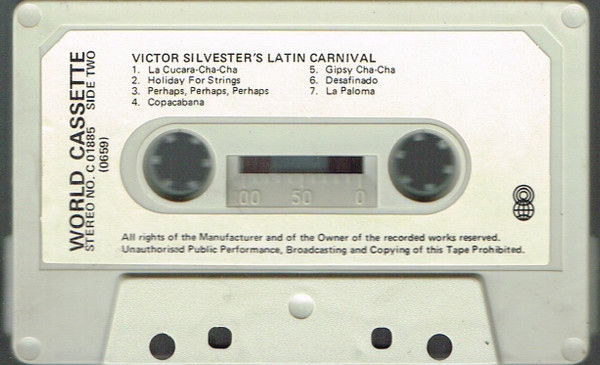 WORLD CASSETTE
STEREO NO. C 01885 SIDE TWO
(0659)
VICTOR SILVESTER'S LATIN CARNIVAL
1. La Cucara-Cha-Cha
2. Holiday For Strings
3. Perhaps, Perhaps, Perhaps
4. Copacabana
5. Gipsy Cha-Cha
6. Desafinado
7. La Paloma
100 50 0
All rights of the Manufacturer and of the Owner of the recorded works reserved.
Unauthorised Public Performance, Broadcasting and Copying of this Tape Prohibited.